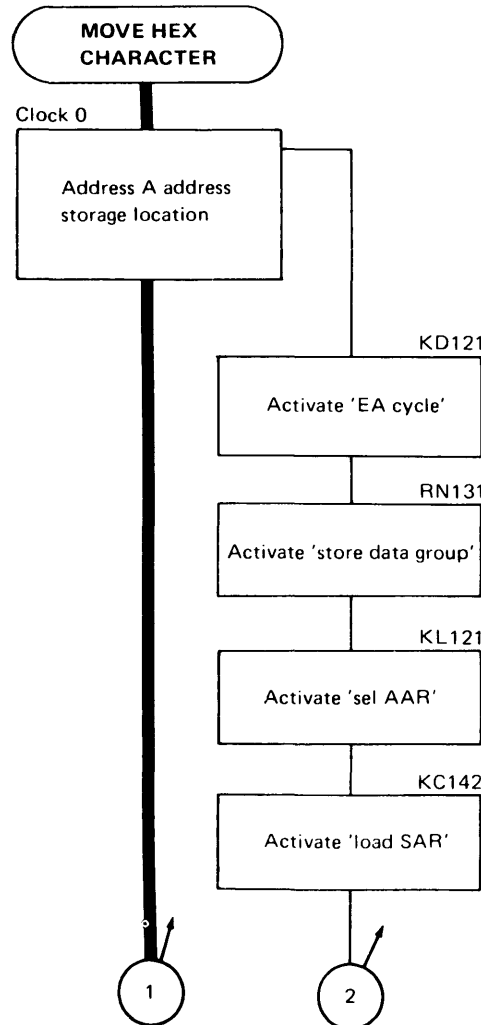 MOVE HEX
CHARACTER
Clock 0
Address A address
storage location
KD121
Activate 'EA cycle'
RN131
Activate 'store data group'
KL121
Activate 'sel AAR'
KC142
Activate 'load SAR'
1
2